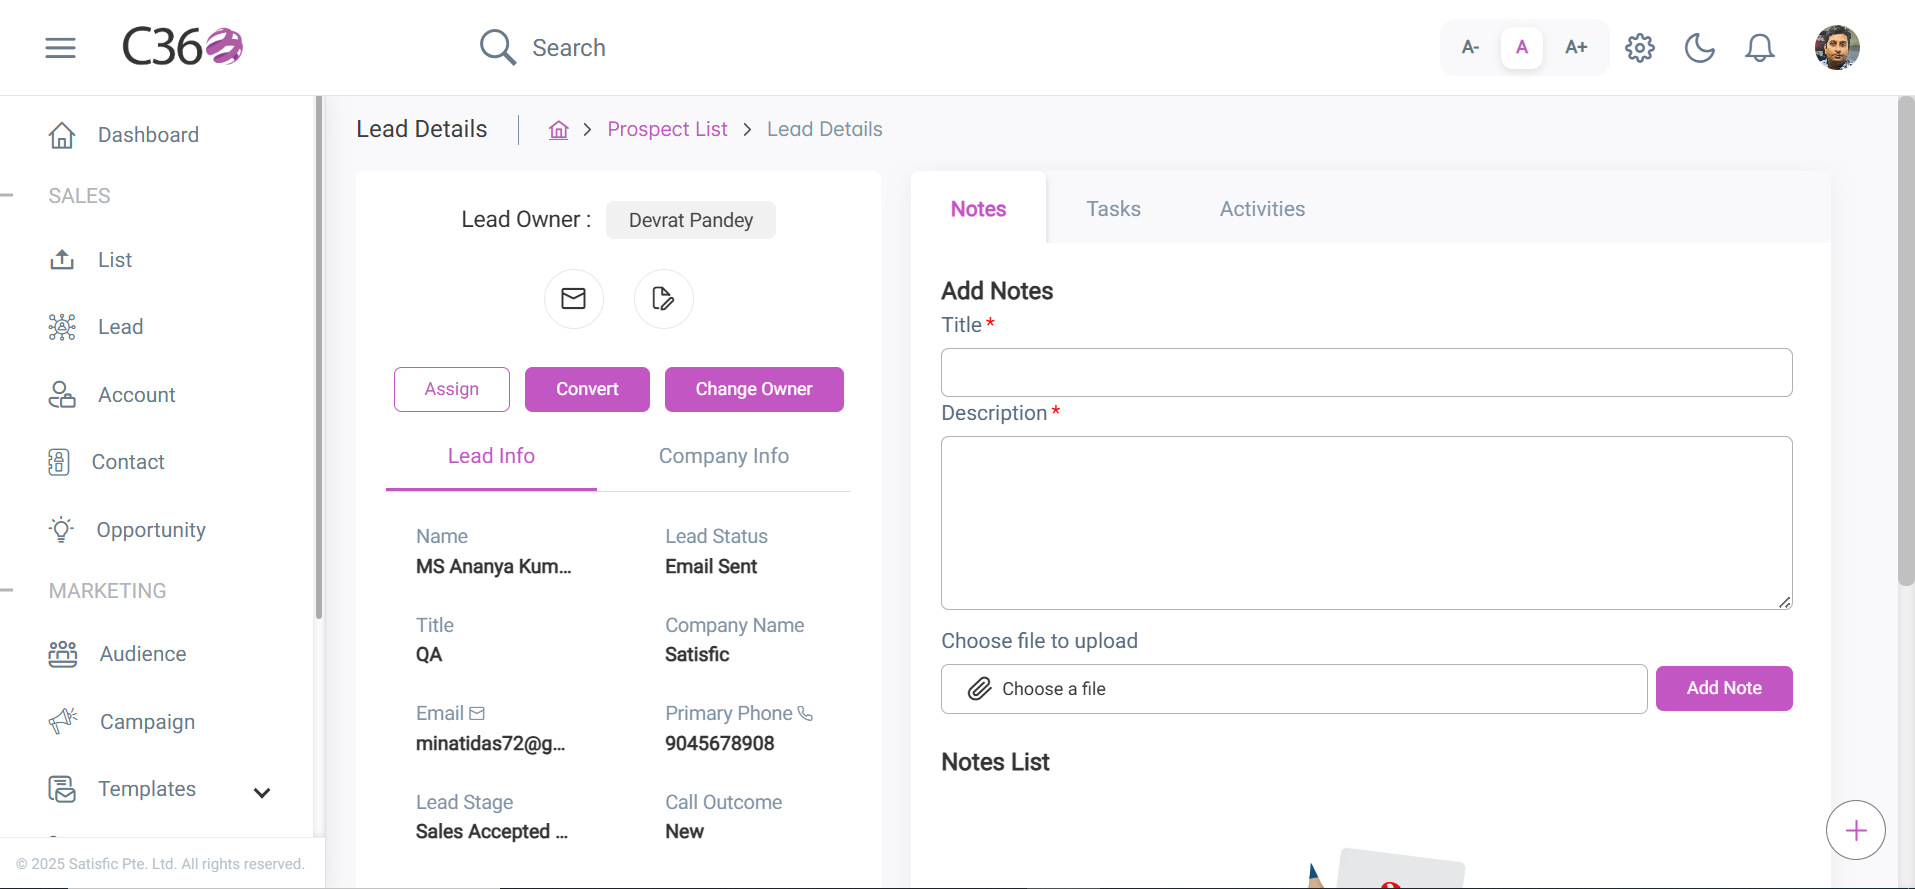 C360
Search
A-
A
A+
Dashboard
SALES
List
Lead
Account
Contact
Opportunity
MARKETING
Audience
Campaign
Templates
© 2025 Satisfic Pte. Ltd. All rights reserved.
Lead Details
Prospect List
Lead Details
Lead Owner :
Devrat Pandey
Assign
Convert
Change Owner
Lead Info
Company Info
Name
MS Ananya Kum...
Lead Status
Email Sent
Title
QA
Company Name
Satisfic
Email
minatidas72@g...
Primary Phone
9045678908
Lead Stage
Sales Accepted ...
Call Outcome
New
Notes
Tasks
Activities
Add Notes
Title *
Description *
Choose file to upload
Choose a file
Add Note
Notes List